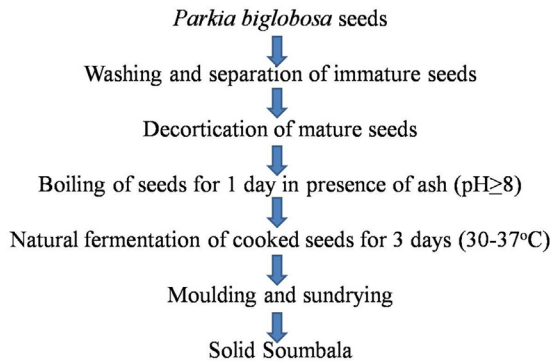 Parkia biglobosa seeds
Washing and separation of immature seeds
Decortication of mature seeds
Boiling of seeds for 1 day in presence of ash (pH≥8)
Natural fermentation of cooked seeds for 3 days (30-37°C)
Moulding and sundrying
Solid Soumbala